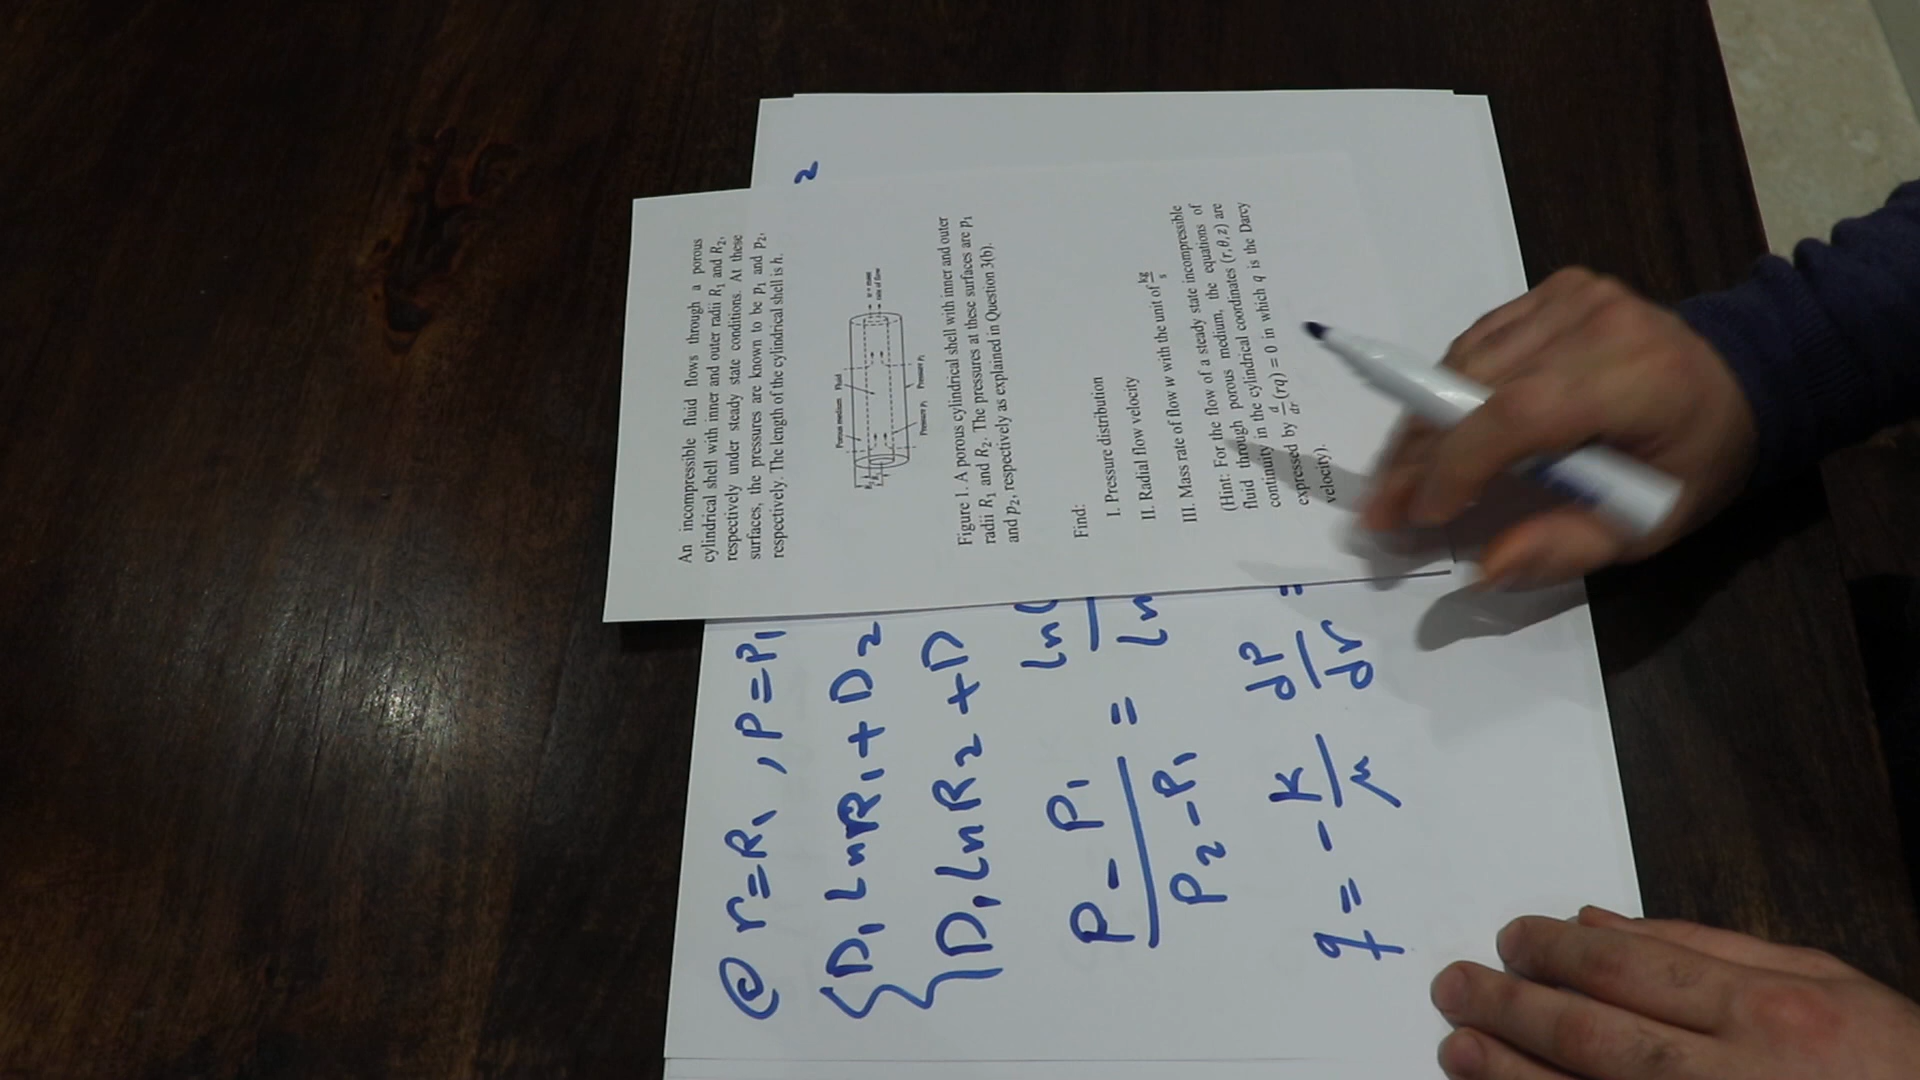 An incompressible fluid flows through a porous
cylindrical shell with inner and outer radii R₁ and R₂,
respectively under steady state conditions. At these
surfaces, the pressures are known to be p₁ and p₂,
respectively. The length of the cylindrical shell is h.
Porous medium Fluid
Pressure P₁ Pressure P₂
Figure 1. A porous cylindrical shell with inner and outer
radii R₁ and R₂. The pressures at these surfaces are p₁
and p₂, respectively as explained in Question 3(b).
Find:
I. Pressure distribution
II. Radial flow velocity
III. Mass rate of flow w with the unit of kg/s
(Hint: For the flow of a steady state incompressible
fluid through porous medium, the equations of
continuity in the cylindrical coordinates (r, θ, z) are
expressed by d/dr (rq) = 0 in which q is the Darcy
velocity).
2
@ r=R₁, P=P₁
D₁ Ln R₁ + D₂
D₁ Ln R₂ + D
P - P₁ / P₂ - P₁ = Ln( / Ln
q = - K/μ dP/dr =